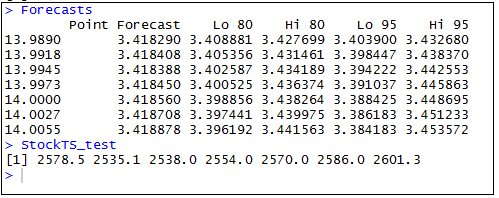 > Forecasts
Point Forecast Lo 80 Hi 80 Lo 95 Hi 95
13.9890 3.418290 3.408881 3.427699 3.403900 3.432680
13.9918 3.418408 3.405356 3.431461 3.398447 3.438370
13.9945 3.418388 3.402587 3.434189 3.394222 3.442553
13.9973 3.418450 3.400525 3.436374 3.391037 3.445863
14.0000 3.418560 3.398856 3.438264 3.388425 3.448695
14.0027 3.418708 3.397441 3.439975 3.386183 3.451233
14.0055 3.418878 3.396192 3.441563 3.384183 3.453572
> StockTS_test
[1] 2578.5 2535.1 2538.0 2554.0 2570.0 2586.0 2601.3
>